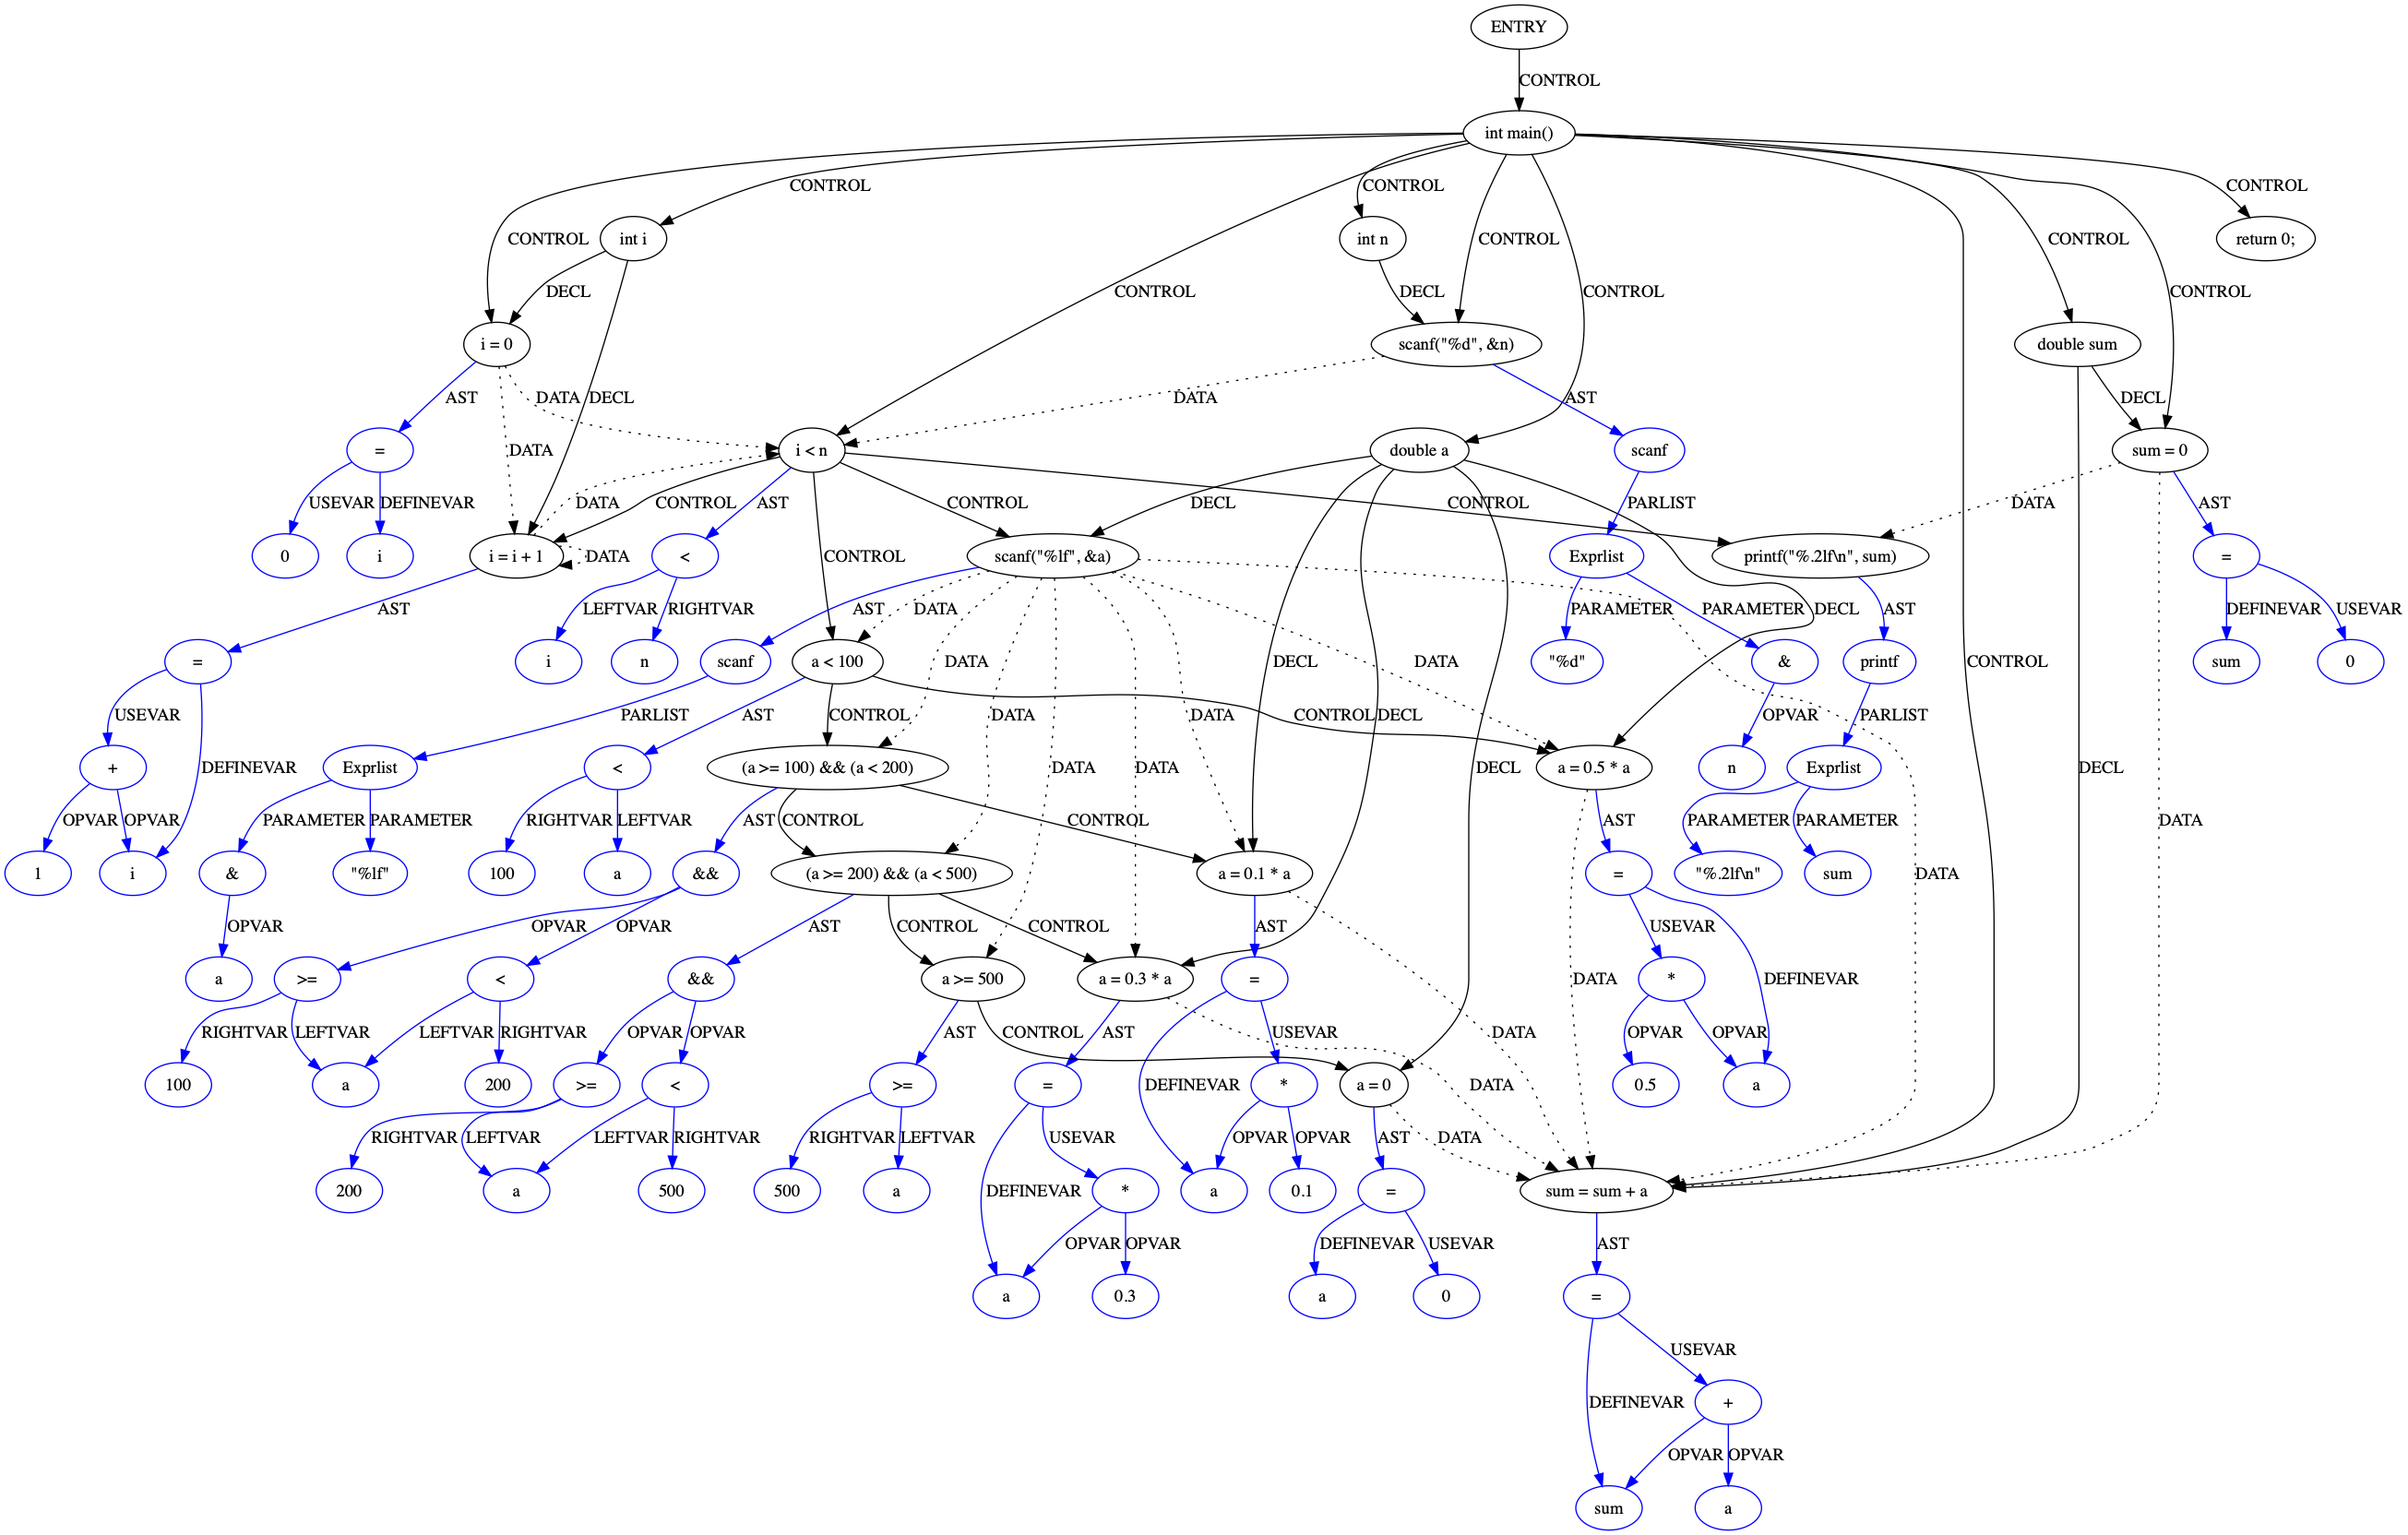 ENTRY
CONTROL
int main()
CONTROL CONTROL CONTROL
CONTROL int i int n CONTROL CONTROL return 0;
DECL CONTROL DECL CONTROL CONTROL
i = 0 scanf("%d", &n) double sum
AST DATA DECL DATA AST DECL
= i < n double a scanf sum = 0
USEVAR DEFINEVAR DATA DATA CONTROL AST CONTROL DECL CONTROL PARLIST DATA AST
0 i i = i + 1 DATA < CONTROL scanf("%lf", &a) Exprlist printf("%.2lf\n", sum) =
AST LEFTVAR RIGHTVAR AST DATA PARAMETER PARAMETER DECL AST DEFINEVAR USEVAR
= i n scanf a < 100 DECL DATA "%d" & printf CONTROL sum 0
USEVAR PARLIST AST CONTROL DATA DATA DATA DATA CONTROL DECL OPVAR PARLIST
+ DEFINEVAR Exprlist < (a >= 100) && (a < 200) DATA DECL a = 0.5 * a n Exprlist DECL
OPVAR OPVAR PARAMETER PARAMETER RIGHTVAR LEFTVAR AST CONTROL CONTROL AST PARAMETER PARAMETER DATA
1 i & "%lf" 100 a && (a >= 200) && (a < 500) a = 0.1 * a = "%.2lf\n" sum DATA
OPVAR OPVAR OPVAR AST CONTROL CONTROL AST USEVAR
a >= < && a >= 500 a = 0.3 * a = DATA * DEFINEVAR
RIGHTVAR LEFTVAR LEFTVAR RIGHTVAR OPVAR OPVAR AST CONTROL AST USEVAR DATA OPVAR OPVAR
100 a 200 >= < >= = DEFINEVAR * a = 0 DATA 0.5 a
RIGHTVAR LEFTVAR LEFTVAR RIGHTVAR RIGHTVAR LEFTVAR USEVAR OPVAR OPVAR AST DATA
200 a 500 500 a DEFINEVAR * a 0.1 = sum = sum + a
OPVAR OPVAR DEFINEVAR USEVAR AST
a 0.3 a 0 =
USEVAR
DEFINEVAR +
OPVAR OPVAR
sum a